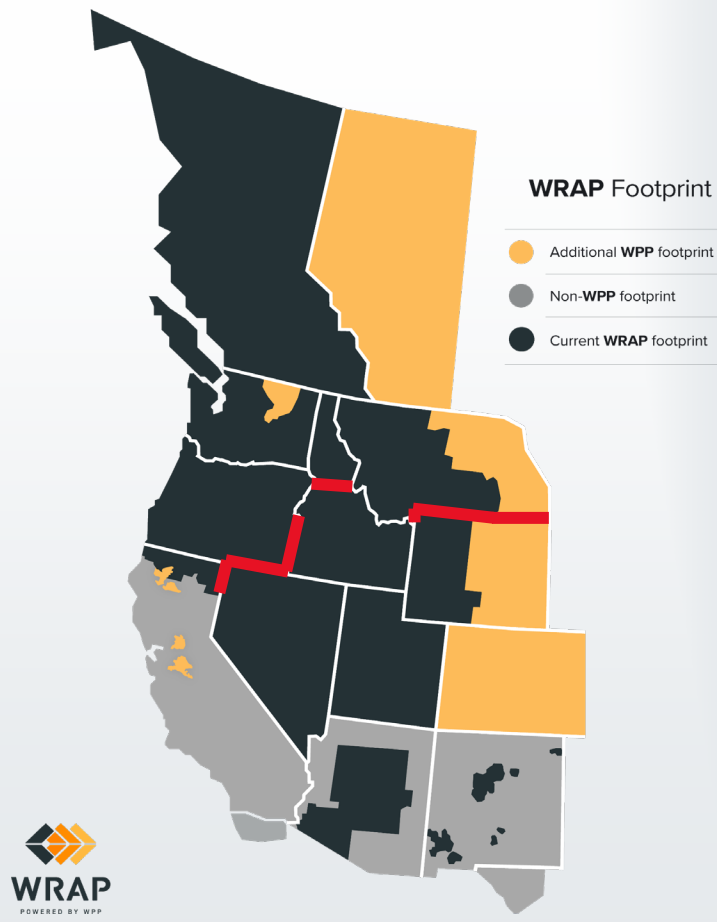 WRAP Footprint
Additional WPP footprint
Non-WPP footprint
Current WRAP footprint
WRAP
POWERED BY WPP